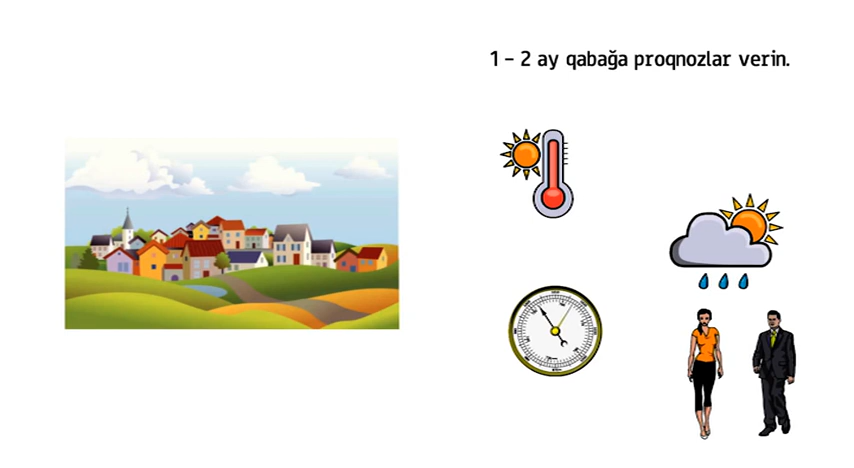 1 – 2 ay qabağa proqnozlar verin.